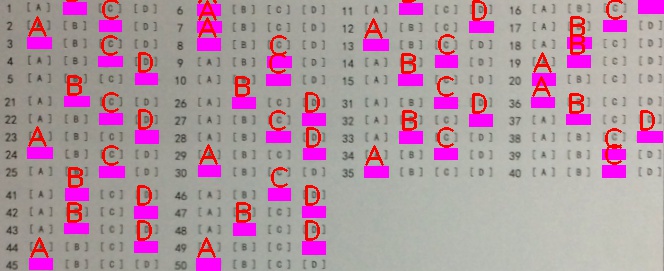 1 [A] [B] [C] [D] 6 [A] [B] [C] [D] 11 [A] [B] [C] [D] 16 [A] [B] [C] [D]
2 [A] [B] [C] [D] 7 [A] [B] [C] [D] 12 [A] [B] [C] [D] 17 [A] [B] [C] [D]
3 [A] [B] [C] [D] 8 [A] [B] [C] [D] 13 [A] [B] [C] [D] 18 [A] [B] [C] [D]
4 [A] [B] [C] [D] 9 [A] [B] [C] [D] 14 [A] [B] [C] [D] 19 [A] [B] [C] [D]
5 [A] [B] [C] [D] 10 [A] [B] [C] [D] 15 [A] [B] [C] [D] 20 [A] [B] [C] [D]
21 [A] [B] [C] [D] 26 [A] [B] [C] [D] 31 [A] [B] [C] [D] 36 [A] [B] [C] [D]
22 [A] [B] [C] [D] 27 [A] [B] [C] [D] 32 [A] [B] [C] [D] 37 [A] [B] [C] [D]
23 [A] [B] [C] [D] 28 [A] [B] [C] [D] 33 [A] [B] [C] [D] 38 [A] [B] [C] [D]
24 [A] [B] [C] [D] 29 [A] [B] [C] [D] 34 [A] [B] [C] [D] 39 [A] [B] [C] [D]
25 [A] [B] [C] [D] 30 [A] [B] [C] [D] 35 [A] [B] [C] [D] 40 [A] [B] [C] [D]
41 [A] [B] [C] [D] 46 [A] [B] [C] [D]
42 [A] [B] [C] [D] 47 [A] [B] [C] [D]
43 [A] [B] [C] [D] 48 [A] [B] [C] [D]
44 [A] [B] [C] [D] 49 [A] [B] [C] [D]
45 [A] [B] [C] [D] 50 [A] [B] [C] [D]